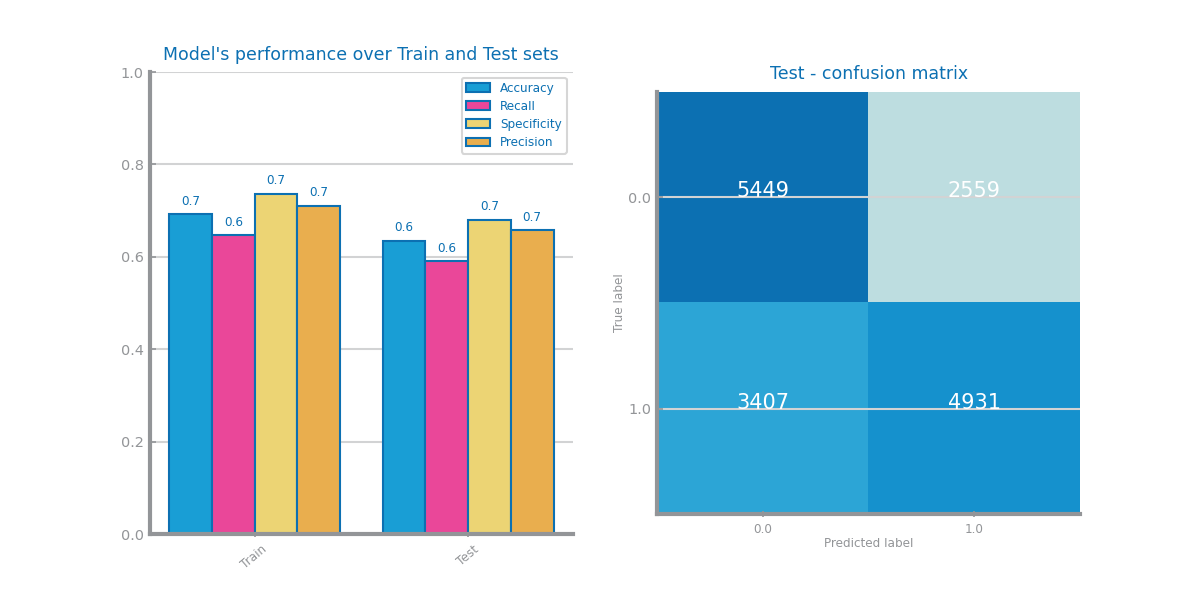 Model's performance over Train and Test sets
1.0
0.8
0.6
0.4
0.2
0.0
Accuracy
Recall
Specificity
Precision
0.7
0.6
0.7
0.7
0.6
0.6
0.7
0.7
Train
Test
Test - confusion matrix
True label
0.0
1.0
5449 2559
3407 4931
0.0 1.0
Predicted label